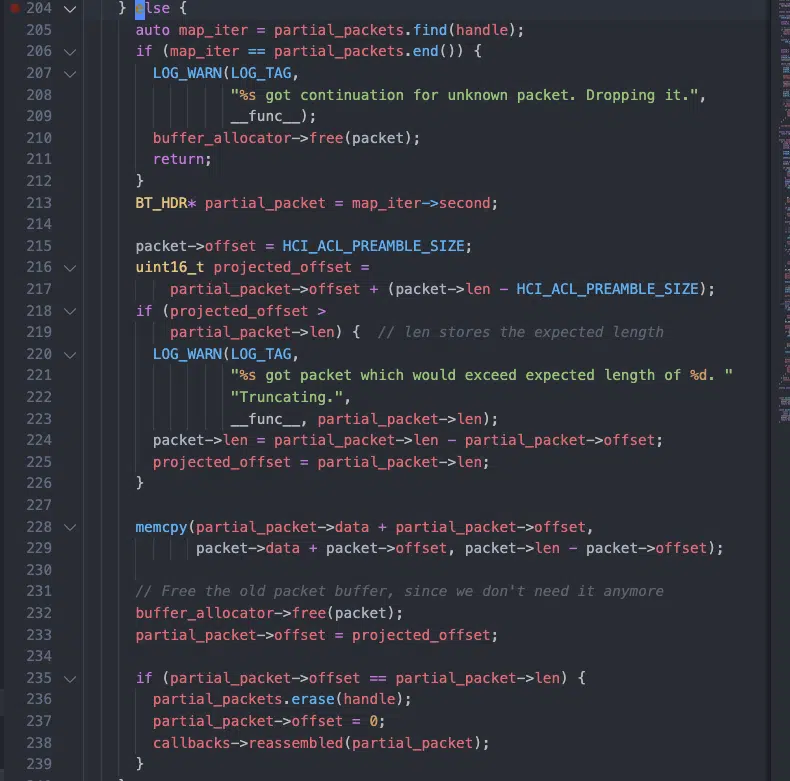 204 } else {
205 auto map_iter = partial_packets.find(handle);
206 if (map_iter == partial_packets.end()) {
207 LOG_WARN(LOG_TAG,
208 "%s got continuation for unknown packet. Dropping it.",
209 __func__);
210 buffer_allocator->free(packet);
211 return;
212 }
213 BT_HDR* partial_packet = map_iter->second;
214
215 packet->offset = HCI_ACL_PREAMBLE_SIZE;
216 uint16_t projected_offset =
217 partial_packet->offset + (packet->len - HCI_ACL_PREAMBLE_SIZE);
218 if (projected_offset >
219 partial_packet->len) { // len stores the expected length
220 LOG_WARN(LOG_TAG,
221 "%s got packet which would exceed expected length of %d. "
222 "Truncating.",
223 __func__, partial_packet->len);
224 packet->len = partial_packet->len - partial_packet->offset;
225 projected_offset = partial_packet->len;
226 }
227
228 memcpy(partial_packet->data + partial_packet->offset,
229 packet->data + packet->offset, packet->len - packet->offset);
230
231 // Free the old packet buffer, since we don't need it anymore
232 buffer_allocator->free(packet);
233 partial_packet->offset = projected_offset;
234
235 if (partial_packet->offset == partial_packet->len) {
236 partial_packets.erase(handle);
237 partial_packet->offset = 0;
238 callbacks->reassembled(partial_packet);
239 }